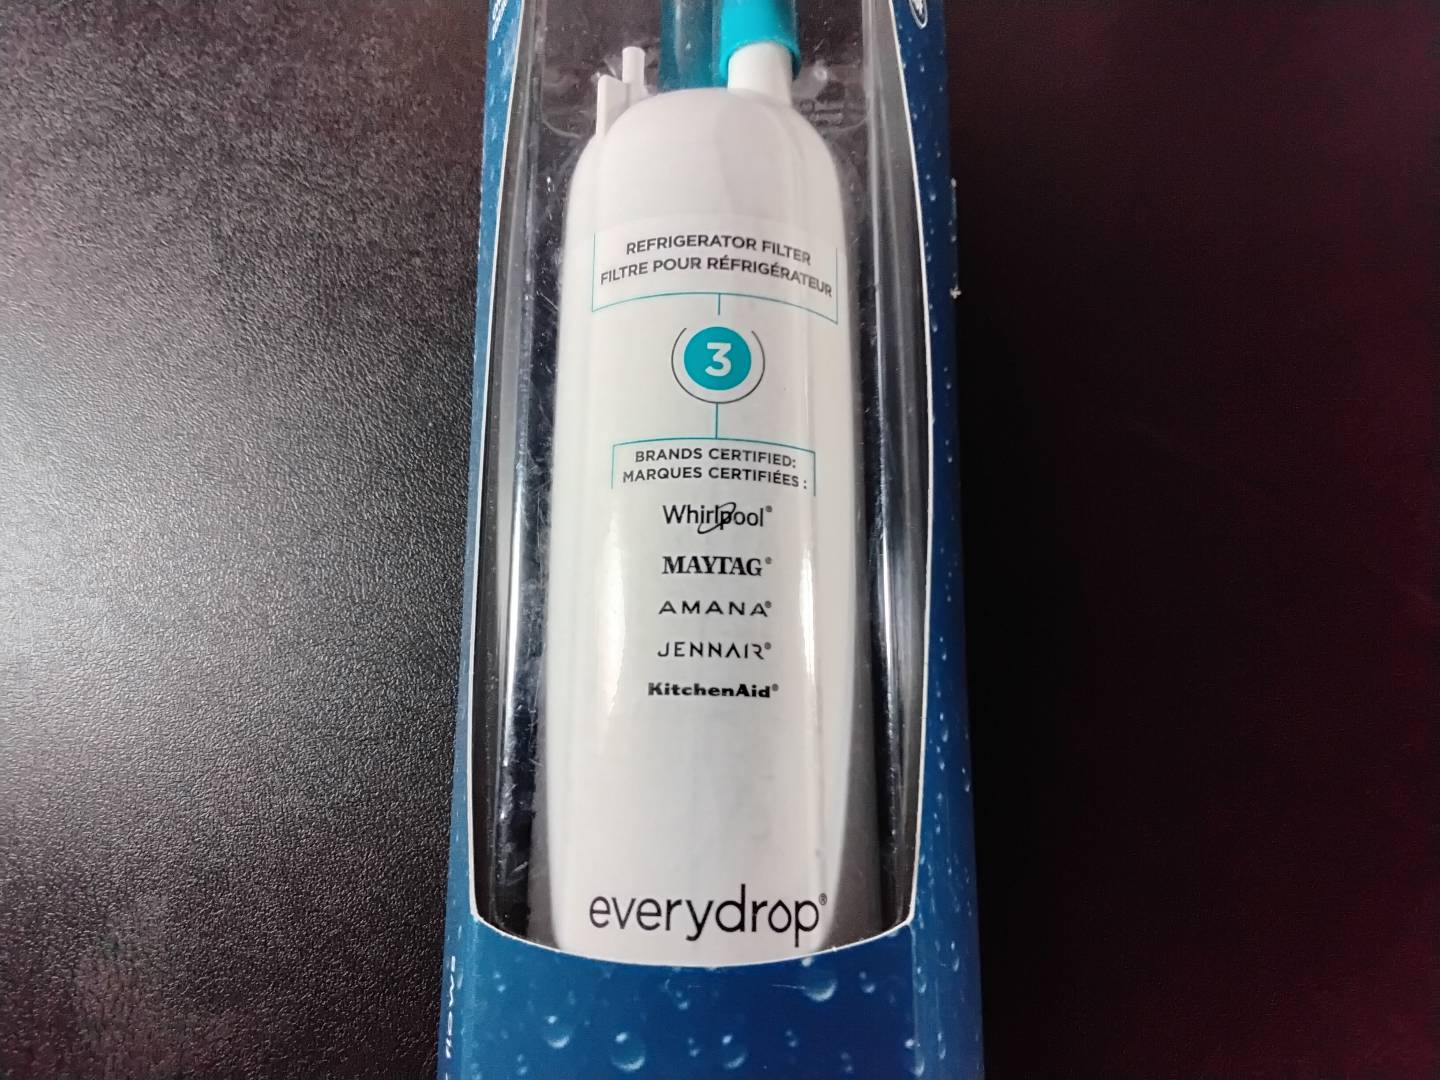 REFRIGERATOR FILTER
FILTRE POUR RÉFRIGÉRATEUR
3
BRANDS CERTIFIED:
MARQUES CERTIFIÉES :
Whirlpool®
MAYTAG®
AMANA®
JENNAIR®
KitchenAid®
everydrop®